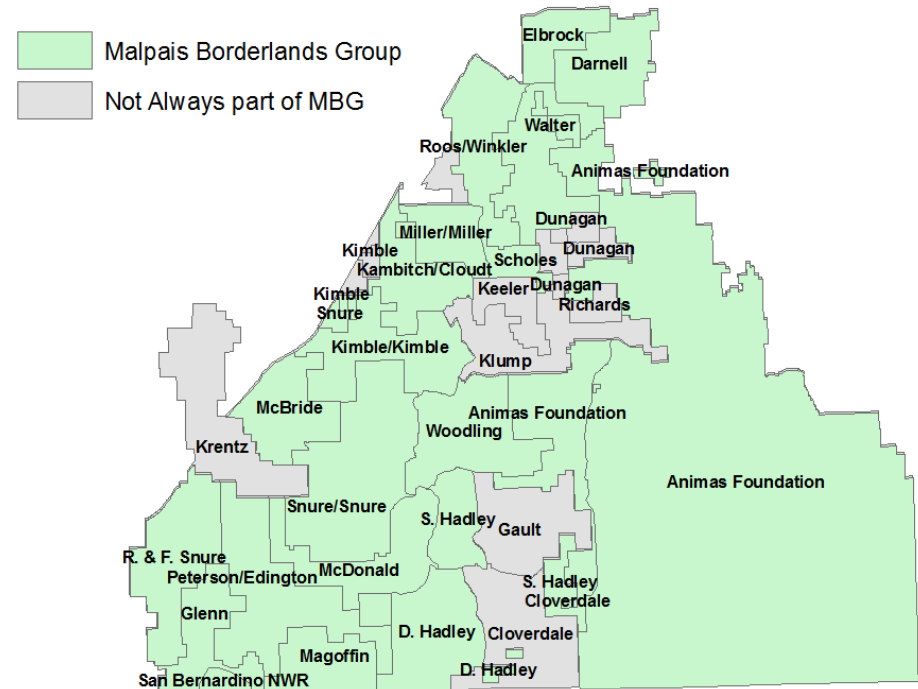 Malpais Borderlands Group
Not Always part of MBG
Elbrock
Darnell
Walter
Roos/Winkler
Animas Foundation
Dunagan
Miller/Miller
Kimble
Dunagan
Scholes
Kambitch/Cloudt
Keeler
Dunagan
Kimble
Richards
Snure
Kimble/Kimble
Klump
McBride
Animas Foundation
Woodling
Krentz
Animas Foundation
Snure/Snure
S. Hadley
Gault
R. & F. Snure
McDonald
Peterson/Edington
S. Hadley
Cloverdale
Glenn
D. Hadley
Cloverdale
Magoffin
D. Hadley
San Bernardino NWR